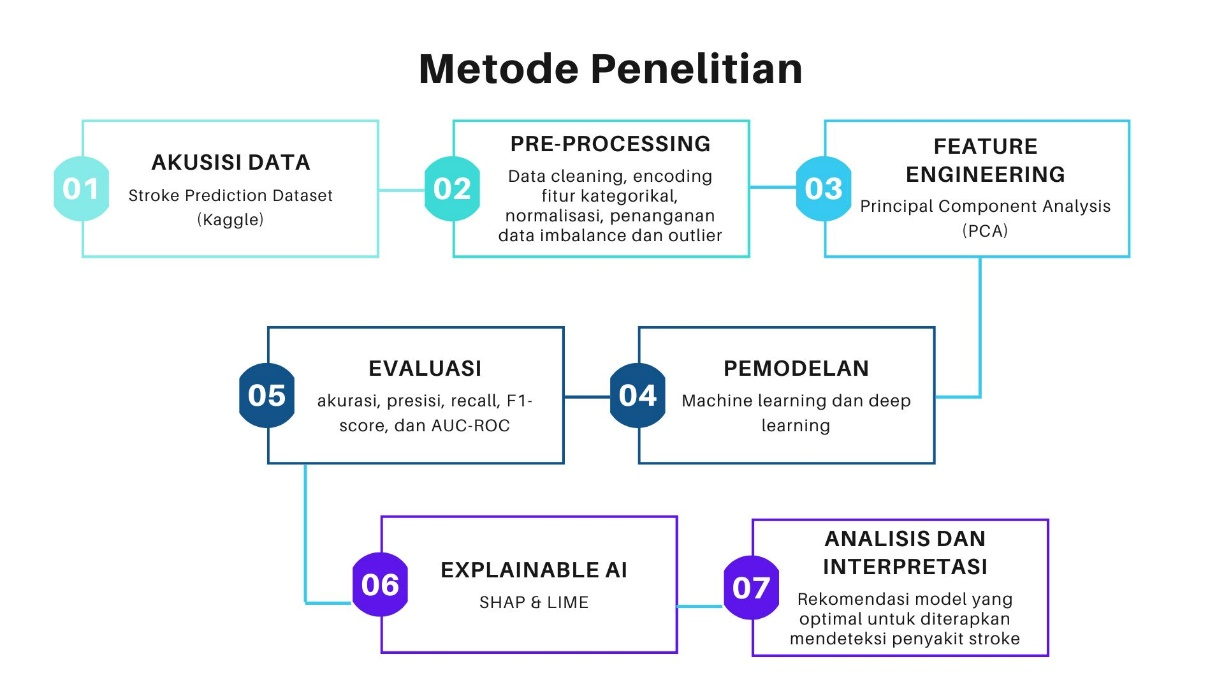 Metode Penelitian
01
AKUSISI DATA
Stroke Prediction Dataset
(Kaggle)
02
PRE-PROCESSING
Data cleaning, encoding
fitur kategorikal,
normalisasi, penanganan
data imbalance dan outlier
03
FEATURE
ENGINEERING
Principal Component Analysis
(PCA)
04
PEMODELAN
Machine learning dan deep
learning
05
EVALUASI
akurasi, presisi, recall, F1-
score, dan AUC-ROC
06
EXPLAINABLE AI
SHAP & LIME
07
ANALISIS DAN
INTERPRETASI
Rekomendasi model yang
optimal untuk diterapkan
mendeteksi penyakit stroke